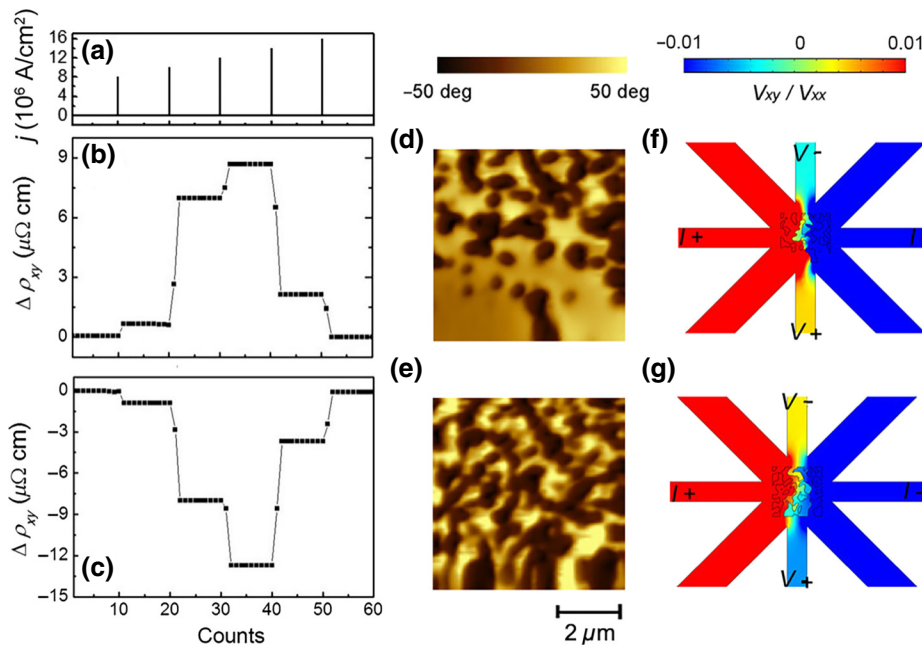 (a)
j (10⁶ A/cm²)
16
12
8
4
0
(b)
Δρxy (μΩ cm)
9
6
3
0
(c)
Δρxy (μΩ cm)
0
−3
−6
−9
−12
−15
10 20 30 40 50 60
Counts
−50 deg 50 deg
(d)
(e)
2 μm
−0.01 0 0.01
Vxy / Vxx
(f)
V -
I +
I
V +
(g)
V -
I +
I -
V +